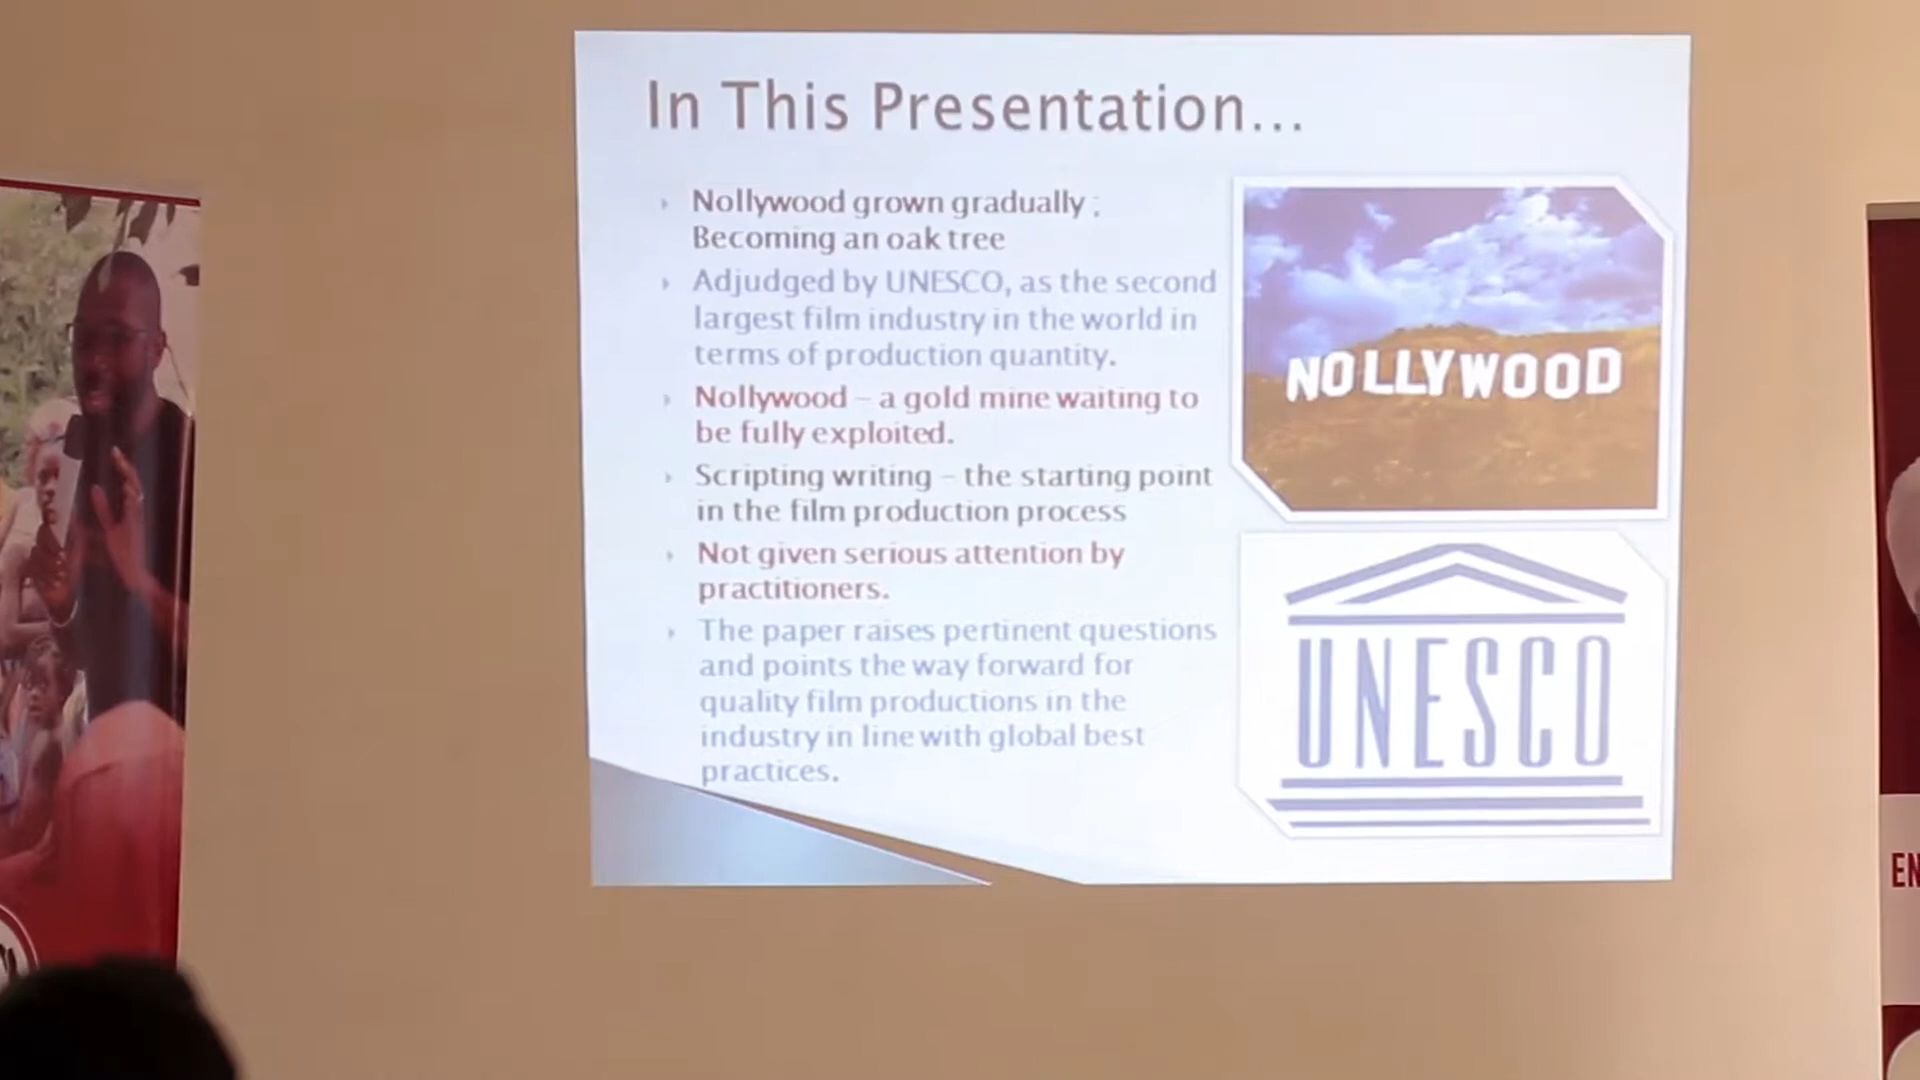 In This Presentation...
Nollywood grown gradually ;
Becoming an oak tree
Adjudged by UNESCO, as the second
largest film industry in the world in
terms of production quantity.
Nollywood – a gold mine waiting to
be fully exploited.
Scripting writing – the starting point
in the film production process
Not given serious attention by
practitioners.
The paper raises pertinent questions
and points the way forward for
quality film productions in the
industry in line with global best
practices.
NOLLYWOOD
UNESCO
EN